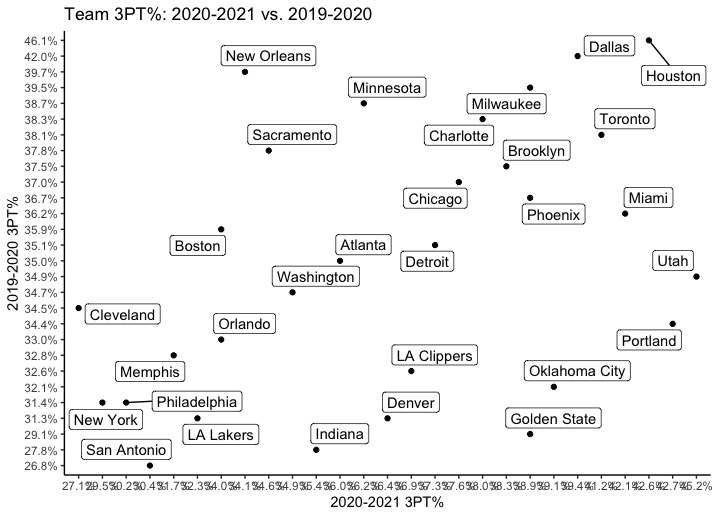 Team 3PT%: 2020-2021 vs. 2019-2020
46.1%
42.0%
39.7%
39.5%
38.7%
38.3%
38.1%
37.8%
37.5%
37.0%
36.7%
36.2%
35.9%
35.1%
35.0%
34.9%
34.7%
34.5%
34.4%
33.0%
32.8%
32.6%
32.1%
31.4%
31.3%
29.1%
27.8%
26.8%
2019-2020 3PT%
Dallas
New Orleans
Houston
Minnesota
Milwaukee
Toronto
Sacramento
Charlotte
Brooklyn
Chicago
Miami
Phoenix
Boston
Atlanta
Detroit
Utah
Washington
Cleveland
Orlando
Portland
LA Clippers
Memphis
Oklahoma City
Philadelphia
Denver
New York
Golden State
LA Lakers
Indiana
San Antonio
27.1% 29.5% 30.2% 30.4% 31.7% 32.3% 34.0% 34.1% 34.6% 34.9% 35.4% 36.0% 36.2% 36.4% 36.9% 37.3% 37.6% 38.0% 38.3% 38.9% 39.1% 39.4% 41.2% 42.1% 42.6% 42.7% 45.2%
2020-2021 3PT%